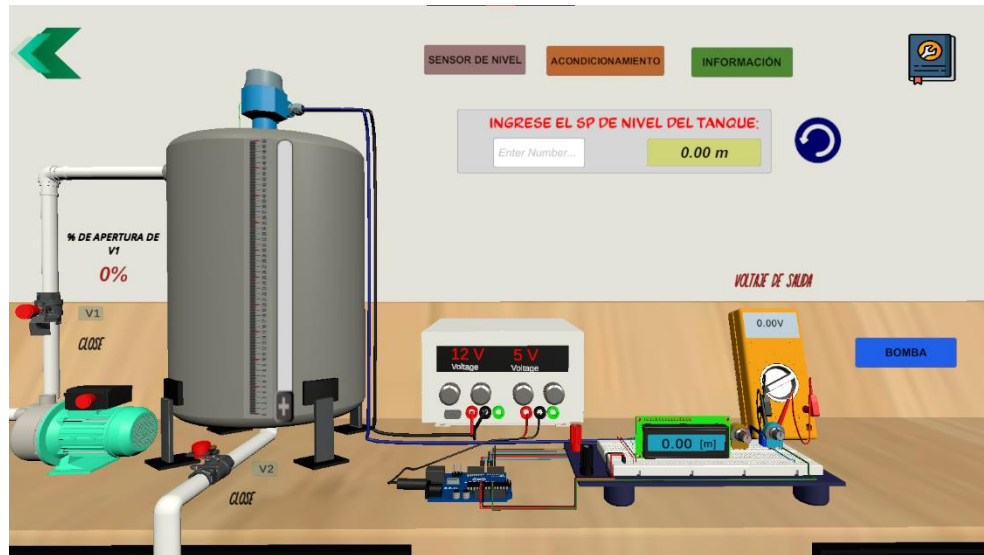 SENSOR DE NIVEL
ACONDICIONAMIENTO
INFORMACIÓN
INGRESE EL SP DE NIVEL DEL TANQUE:
Enter Number...
0.00 m
% DE APERTURA DE
V1
0%
V1
CLOSE
VOLTAJE DE SALIDA
0.00V
BOMBA
12 V
5 V
Voltage
Voltage
0.00 [m]
V2
CLOSE